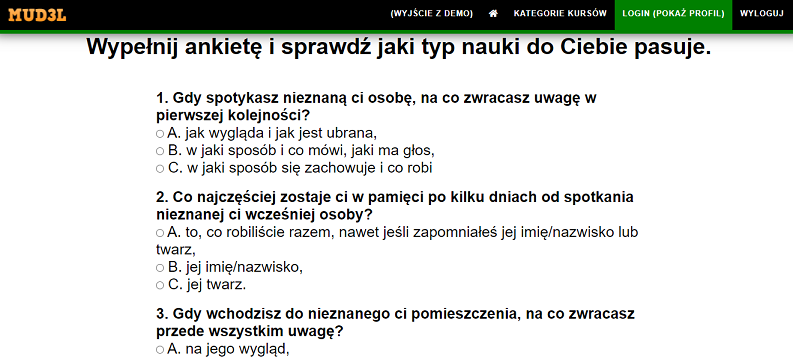 MUD3L
(WYJŚCIE Z DEMO) KATEGORIE KURSÓW LOGIN (POKAŻ PROFIL) WYLOGUJ
Wypełnij ankietę i sprawdź jaki typ nauki do Ciebie pasuje.
1. Gdy spotykasz nieznaną ci osobę, na co zwracasz uwagę w
pierwszej kolejności?
A. jak wygląda i jak jest ubrana,
B. w jaki sposób i co mówi, jaki ma głos,
C. w jaki sposób się zachowuje i co robi
2. Co najczęściej zostaje ci w pamięci po kilku dniach od spotkania
nieznanej ci wcześniej osoby?
A. to, co robiliście razem, nawet jeśli zapomniałeś jej imię/nazwisko lub
twarz,
B. jej imię/nazwisko,
C. jej twarz.
3. Gdy wchodzisz do nieznanego ci pomieszczenia, na co zwracasz
przede wszystkim uwagę?
A. na jego wygląd,